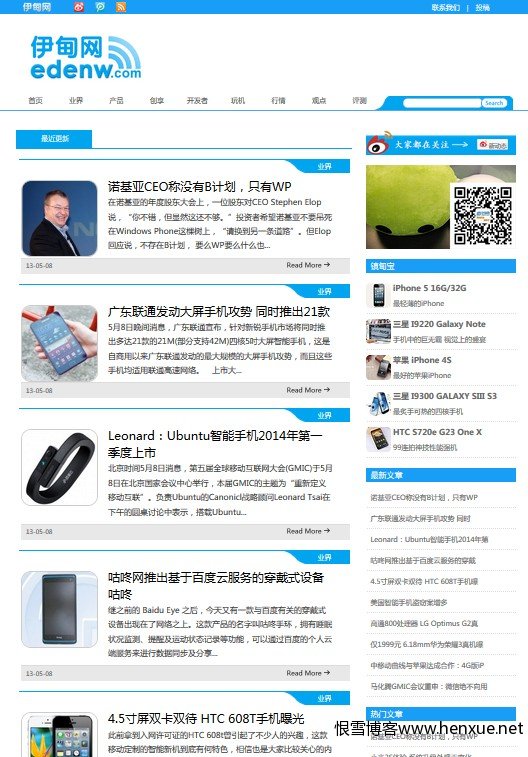 伊甸网
联系我们 | 投稿
伊甸网
edenw.com
首页 业界 产品 创享 开发者 玩机 行情 观点 评测 Search
最近更新
业界
诺基亚CEO称没有B计划，只有WP
在诺基亚的年度股东大会上，一位股东对CEO Stephen Elop
说，“你不错，但显然这还不够。”投资者希望诺基亚不要吊死
在Windows Phone这棵树上，“请换到另一条道路”。但Elop
回应说，不存在B计划， 要么WP要么什么也...
13-05-08 Read More
业界
广东联通发动大屏手机攻势 同时推出21款
5月8日晚间消息，广东联通宣布，针对新锐手机市场将同时推
出多达21款的21M(部分支持42M)四核5吋大屏智能手机，这是
自商用以来广东联通发动的最大规模的大屏手机攻势，而且这些
手机均适用联通高速网络。 上市大...
13-05-08 Read More
业界
Leonard：Ubuntu智能手机2014年第一
季度上市
北京时间5月8日消息，第五届全球移动互联网大会(GMIC)于5月
8日在北京国家会议中心举行，本届GMIC的主题为“重新定义
移动互联”。负责Ubuntu的Canonicl战略顾问Leonard Tsai在
下午的圆桌讨论中表示，搭载Ubuntu...
13-05-08 Read More
业界
咕咚网推出基于百度云服务的穿戴式设备
咕咚
继之前的 Baidu Eye 之后，今天又有一款与百度有关的穿戴式
设备出现在了网络之上。这款产品的名字叫咕咚手环，拥有睡眠
状况监测、提醒及运动状态记录等功能，可以通过百度的个人云
端服务来进行数据同步及分享...
13-05-08 Read More
业界
4.5寸屏双卡双待 HTC 608T手机曝光
此前拿到入网许可证的HTC 608t曾引起了不少人的兴趣，这款
移动定制的智能新机到底有何特色，相信也是大家比较关心的内
大家都在关注
新动态
镇甸宝
iPhone 5 16G/32G
最轻薄的iPhone
三星 I9220 Galaxy Note
手机中的巨无霸 视觉上的盛宴
苹果 iPhone 4S
最好的苹果iPhone
三星 I9300 GALAXY SIII S3
最炙手可热的四核手机
HTC S720e G23 One X
99连拍神技性能强机
最新文章
诺基亚CEO称没有B计划，只有WP
广东联通发动大屏手机攻势 同时
Leonard：Ubuntu智能手机2014年第
咕咚网推出基于百度云服务的穿戴
4.5寸屏双卡双待 HTC 608T手机曝
美国智能手机盗窃案增多
高通800处理器 LG Optimus G2真
仅1999元 6.18mm华为荣耀3真机曝
中移动曲线与苹果达成合作：4G版iP
马化腾GMIC会议重申：微信绝不向用
热门文章
诺基亚CEO称没有B计划，只有WP
恨雪博客www.henxue.net